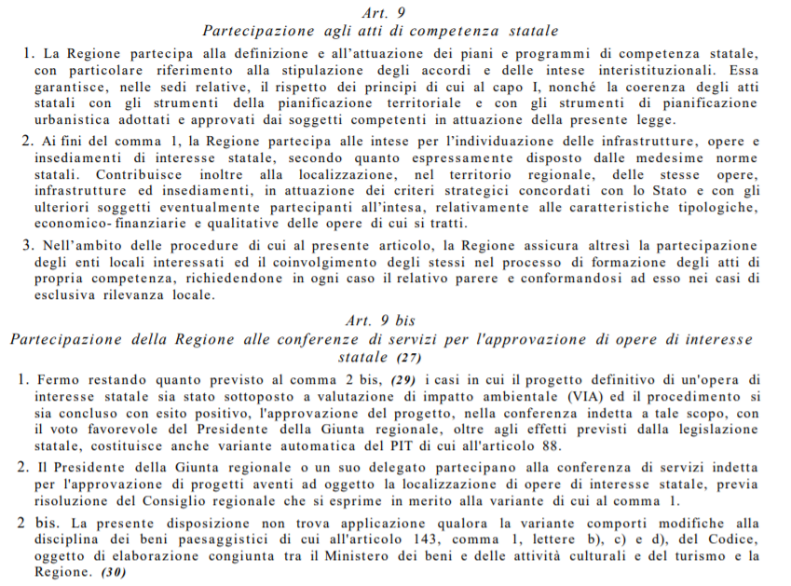 Art. 9
Partecipazione agli atti di competenza statale
1. La Regione partecipa alla definizione e all’attuazione dei piani e programmi di competenza statale,
con particolare riferimento alla stipulazione degli accordi e delle intese interistituzionali. Essa
garantisce, nelle sedi relative, il rispetto dei principi di cui al capo I, nonché la coerenza degli atti
statali con gli strumenti della pianificazione territoriale e con gli strumenti di pianificazione
urbanistica adottati e approvati dai soggetti competenti in attuazione della presente legge.
2. Ai fini del comma 1, la Regione partecipa alle intese per l’individuazione delle infrastrutture, opere e
insediamenti di interesse statale, secondo quanto espressamente disposto dalle medesime norme
statali. Contribuisce inoltre alla localizzazione, nel territorio regionale, delle stesse opere,
infrastrutture ed insediamenti, in attuazione dei criteri strategici concordati con lo Stato e con gli
ulteriori soggetti eventualmente partecipanti all’intesa, relativamente alle caratteristiche tipologiche,
economico-finanziarie e qualitative delle opere di cui si tratti.
3. Nell’ambito delle procedure di cui al presente articolo, la Regione assicura altresì la partecipazione
degli enti locali interessati ed il coinvolgimento degli stessi nel processo di formazione degli atti di
propria competenza, richiedendone in ogni caso il relativo parere e conformandosi ad esso nei casi di
esclusiva rilevanza locale.
Art. 9 bis
Partecipazione della Regione alle conferenze di servizi per l'approvazione di opere di interesse
statale (27)
1. Fermo restando quanto previsto al comma 2 bis, (29) i casi in cui il progetto definitivo di un'opera di
interesse statale sia stato sottoposto a valutazione di impatto ambientale (VIA) ed il procedimento si
sia concluso con esito positivo, l'approvazione del progetto, nella conferenza indetta a tale scopo, con
il voto favorevole del Presidente della Giunta regionale, oltre agli effetti previsti dalla legislazione
statale, costituisce anche variante automatica del PIT di cui all'articolo 88.
2. Il Presidente della Giunta regionale o un suo delegato partecipano alla conferenza di servizi indetta
per l'approvazione di progetti aventi ad oggetto la localizzazione di opere di interesse statale, previa
risoluzione del Consiglio regionale che si esprime in merito alla variante di cui al comma 1.
2 bis. La presente disposizione non trova applicazione qualora la variante comporti modifiche alla
disciplina dei beni paesaggistici di cui all'articolo 143, comma 1, lettere b), c) e d), del Codice,
oggetto di elaborazione congiunta tra il Ministero dei beni e delle attività culturali e del turismo e la
Regione. (30)